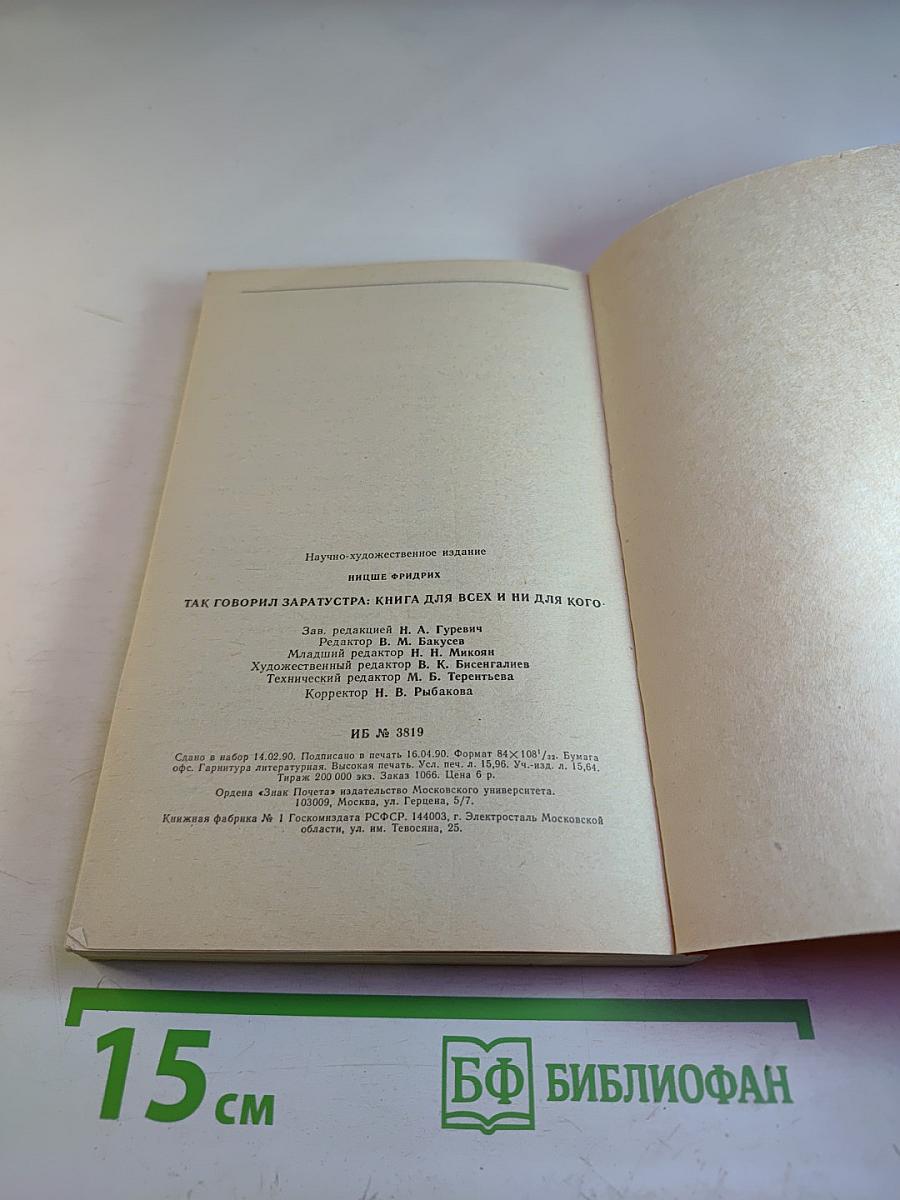 Научно-художественное издание
НИЦШЕ ФРИДРИХ
ТАК ГОВОРИЛ ЗАРАТУСТРА: КНИГА ДЛЯ ВСЕХ И НИ ДЛЯ КОГО
Зав. редакцией Н. А. Гуревич
Редактор В. М. Бакусев
Младший редактор Н. Н. Микоян
Художественный редактор В. К. Бисенгалиев
Технический редактор М. Б. Терентьева
Корректор Н. В. Рыбакова
ИБ № 3819
Сдано в набор 14.02.90. Подписано в печать 16.04.90. Формат 84×108¹/₃₂. Бумага
офс. Гарнитура литературная. Высокая печать. Усл. печ. л. 15,96. Уч.-изд. л. 15,64.
Тираж 200 000 экз. Заказ 1066. Цена 6 р.
Ордена «Знак Почета» издательство Московского университета.
103009, Москва, ул. Герцена, 5/7.
Книжная фабрика № 1 Госкомиздата РСФСР. 144003, г. Электросталь Московской
области, ул. им. Тевосяна, 25.
15 см
БФ БИБЛИОФАН